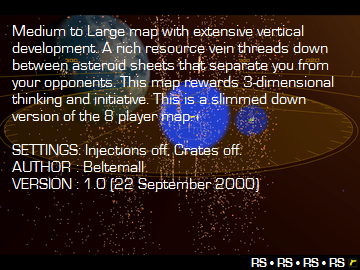 Medium to Large map with extensive vertical
development. A rich resource vein threads down
between asteroid sheets that separate you from
your opponents. This map rewards 3-dimensional
thinking and initiative. This is a slimmed down
version of the 8 player map-
SETTINGS: Injections off, Crates off.
AUTHOR : Beltemall
VERSION : 1.0 (22 September 2000)
RS • RS • RS • RS r